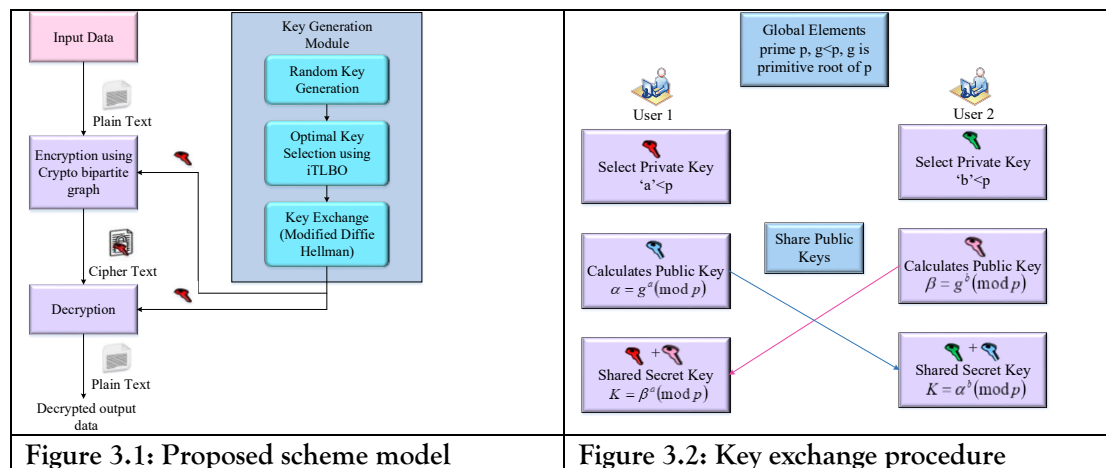 Input Data
Plain Text
Encryption using
Crypto bipartite
graph
Cipher Text
Decryption
Plain Text
Decrypted output
data
Key Generation
Module
Random Key
Generation
Optimal Key
Selection using
iTLBO
Key Exchange
(Modified Diffie
Hellman)
Figure 3.1: Proposed scheme model
Global Elements
prime p, g<p, g is
primitive root of p
User 1
User 2
Select Private Key
‘a’<p
Select Private Key
‘b’<p
Share Public
Keys
Calculates Public Key
α = g^a (mod p)
Calculates Public Key
β = g^b (mod p)
+
Shared Secret Key
K = β^a (mod p)
+
Shared Secret Key
K = α^b (mod p)
Figure 3.2: Key exchange procedure